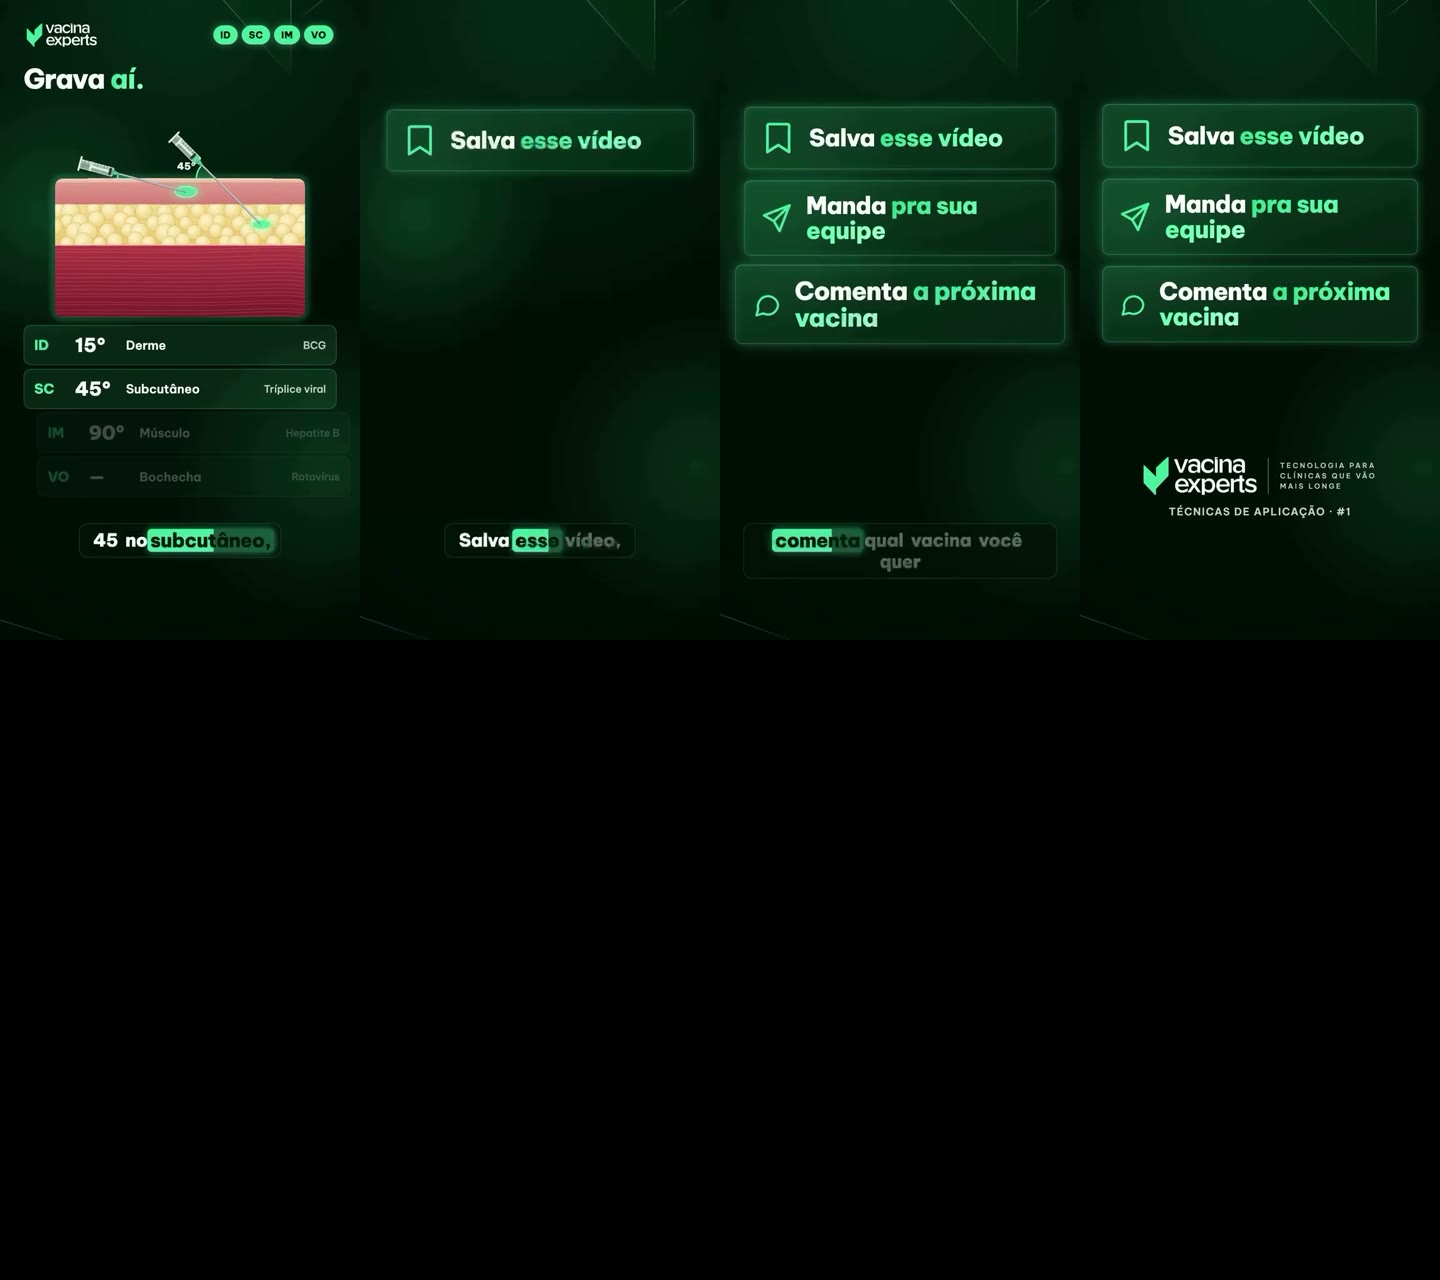 vacina
experts
ID SC IM VO
Grava aí.
45°
ID 15° Derme BCG
SC 45° Subcutâneo Tríplice viral
IM 90° Músculo Hepatite B
VO — Bochecha Rotavírus
45 no subcutâneo,
Salva esse vídeo
Salva esse vídeo,
Salva esse vídeo
Manda pra sua
equipe
Comenta a próxima
vacina
comenta qual vacina você
quer
Salva esse vídeo
Manda pra sua
equipe
Comenta a próxima
vacina
vacina
experts
TECNOLOGIA PARA
CLÍNICAS QUE VÃO
MAIS LONGE
TÉCNICAS DE APLICAÇÃO · #1